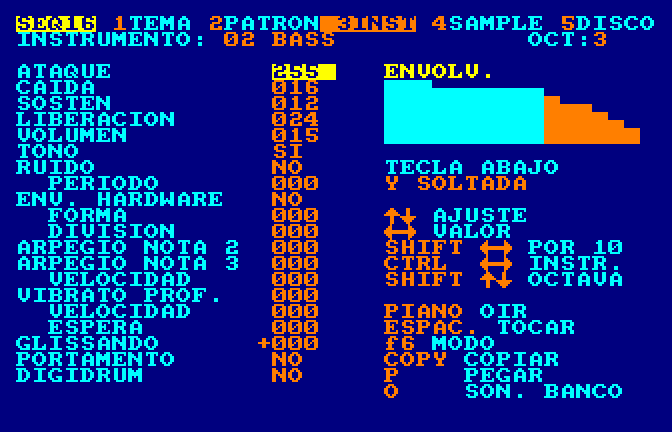 SEQ16 1TEMA 2PATRON 3INST 4SAMPLE 5DISCO
INSTRUMENTO: 02 BASS OCT:3
ATAQUE 255 ENVOLV.
CAIDA 016
SOSTEN 012
LIBERACION 024
VOLUMEN 015
TONO SI
RUIDO NO TECLA ABAJO
PERIODO 000 Y SOLTADA
ENV. HARDWARE NO
FORMA 000 ↑↓ AJUSTE
DIVISION 000 ↔ VALOR
ARPEGIO NOTA 2 000 SHIFT ↔ POR 10
ARPEGIO NOTA 3 000 CTRL ↔ INSTR.
VELOCIDAD 000 SHIFT ↑↓ OCTAVA
VIBRATO PROF. 000
VELOCIDAD 000 PIANO OIR
ESPERA 000 ESPAC. TOCAR
GLISSANDO +000 f6 MODO
PORTAMENTO NO COPY COPIAR
DIGIDRUM NO P PEGAR
O SON. BANCO